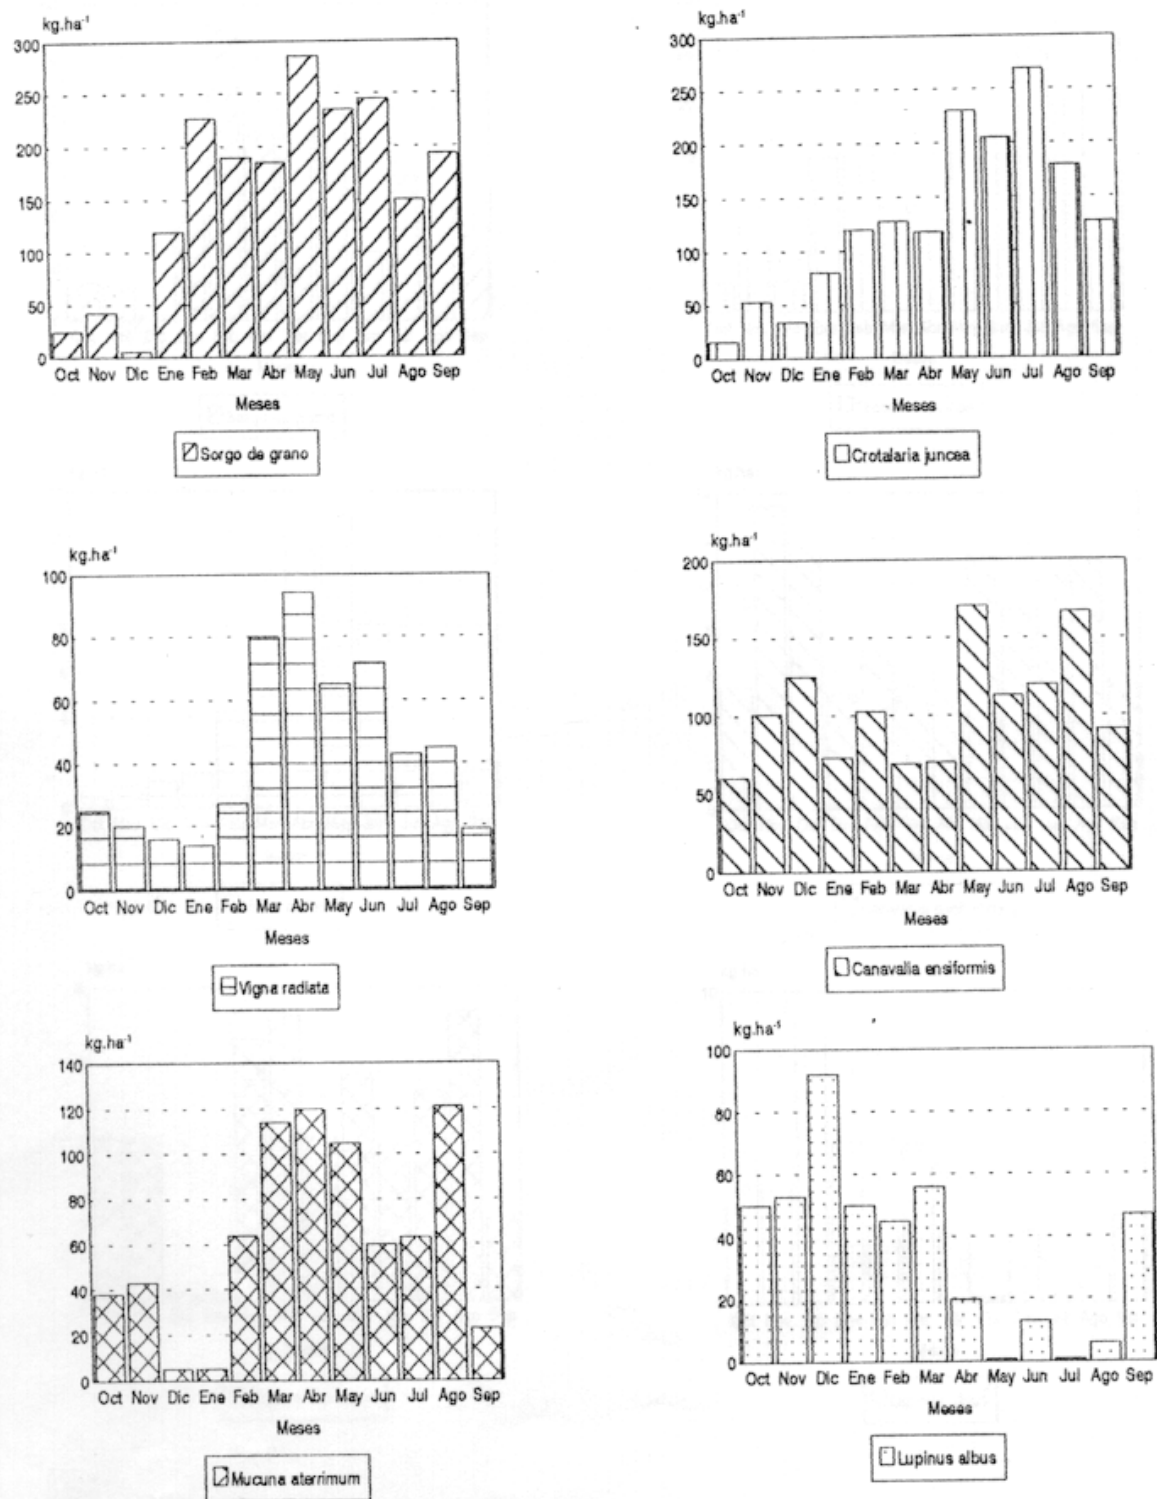 kg.ha⁻¹
300
250
200
150
100
50
0
Oct Nov Dic Ene Feb Mar Abr May Jun Jul Ago Sep
Meses
Sorgo de grano
kg.ha⁻¹
300
250
200
150
100
50
0
Oct Nov Dic Ene Feb Mar Abr May Jun Jul Ago Sep
Meses
Crotalaria juncea
kg.ha⁻¹
100
80
60
40
20
0
Oct Nov Dic Ene Feb Mar Abr May Jun Jul Ago Sep
Meses
Vigna radiata
kg.ha⁻¹
200
150
100
50
0
Oct Nov Dic Ene Feb Mar Abr May Jun Jul Ago Sep
Meses
Canavalia ensiformis
kg.ha⁻¹
140
120
100
80
60
40
20
0
Oct Nov Dic Ene Feb Mar Abr May Jun Jul Ago Sep
Meses
Mucuna aterrimum
kg.ha⁻¹
100
80
60
40
20
0
Oct Nov Dic Ene Feb Mar Abr May Jun Jul Ago Sep
Meses
Lupinus albus